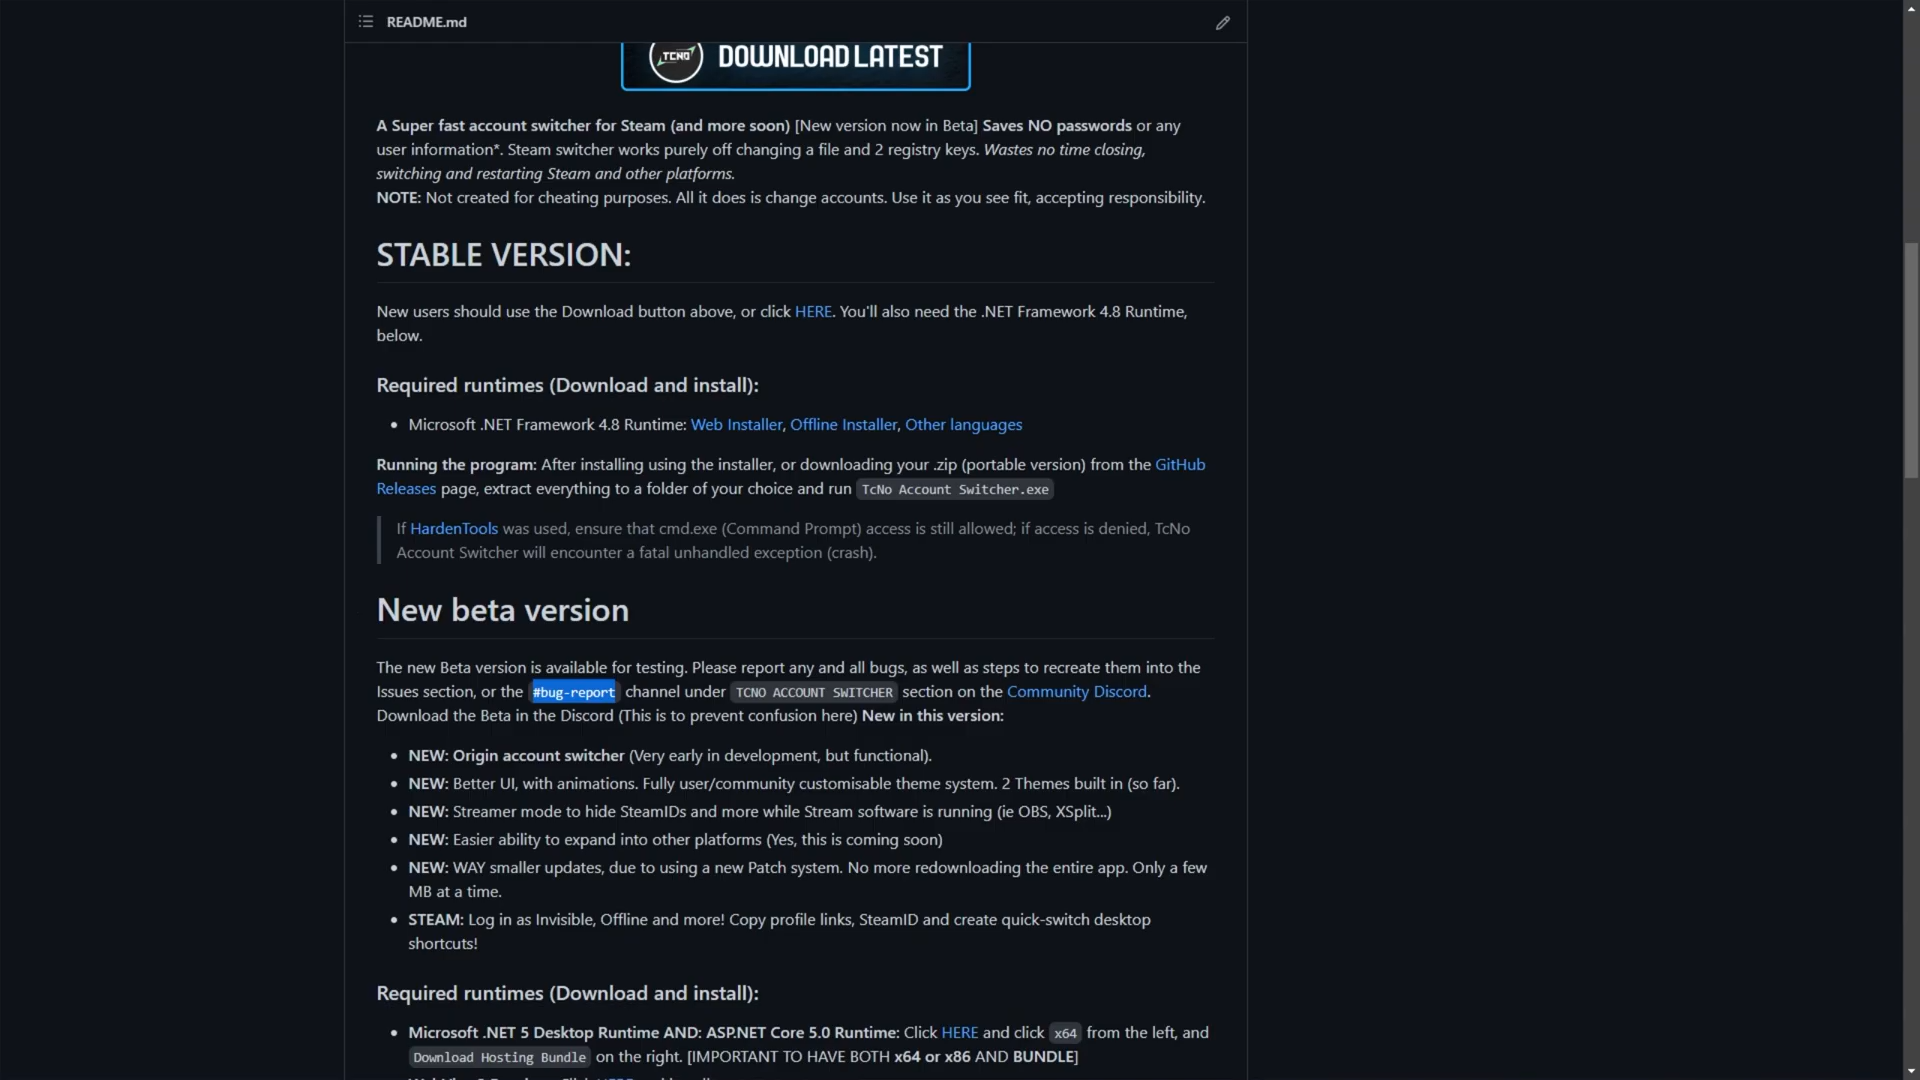 README.md
TCNO DOWNLOAD LATEST
A Super fast account switcher for Steam (and more soon) [New version now in Beta] Saves NO passwords or any
user information*. Steam switcher works purely off changing a file and 2 registry keys. Wastes no time closing,
switching and restarting Steam and other platforms.
NOTE: Not created for cheating purposes. All it does is change accounts. Use it as you see fit, accepting responsibility.
STABLE VERSION:
New users should use the Download button above, or click HERE. You'll also need the .NET Framework 4.8 Runtime,
below.
Required runtimes (Download and install):
• Microsoft .NET Framework 4.8 Runtime: Web Installer, Offline Installer, Other languages
Running the program: After installing using the installer, or downloading your .zip (portable version) from the GitHub
Releases page, extract everything to a folder of your choice and run TcNo Account Switcher.exe
If HardenTools was used, ensure that cmd.exe (Command Prompt) access is still allowed; if access is denied, TcNo
Account Switcher will encounter a fatal unhandled exception (crash).
New beta version
The new Beta version is available for testing. Please report any and all bugs, as well as steps to recreate them into the
Issues section, or the #bug-report channel under TCNO ACCOUNT SWITCHER section on the Community Discord.
Download the Beta in the Discord (This is to prevent confusion here) New in this version:
• NEW: Origin account switcher (Very early in development, but functional).
• NEW: Better UI, with animations. Fully user/community customisable theme system. 2 Themes built in (so far).
• NEW: Streamer mode to hide SteamIDs and more while Stream software is running (ie OBS, XSplit...)
• NEW: Easier ability to expand into other platforms (Yes, this is coming soon)
• NEW: WAY smaller updates, due to using a new Patch system. No more redownloading the entire app. Only a few
MB at a time.
• STEAM: Log in as Invisible, Offline and more! Copy profile links, SteamID and create quick-switch desktop
shortcuts!
Required runtimes (Download and install):
• Microsoft .NET 5 Desktop Runtime AND: ASP.NET Core 5.0 Runtime: Click HERE and click x64 from the left, and
Download Hosting Bundle on the right. [IMPORTANT TO HAVE BOTH x64 or x86 AND BUNDLE]